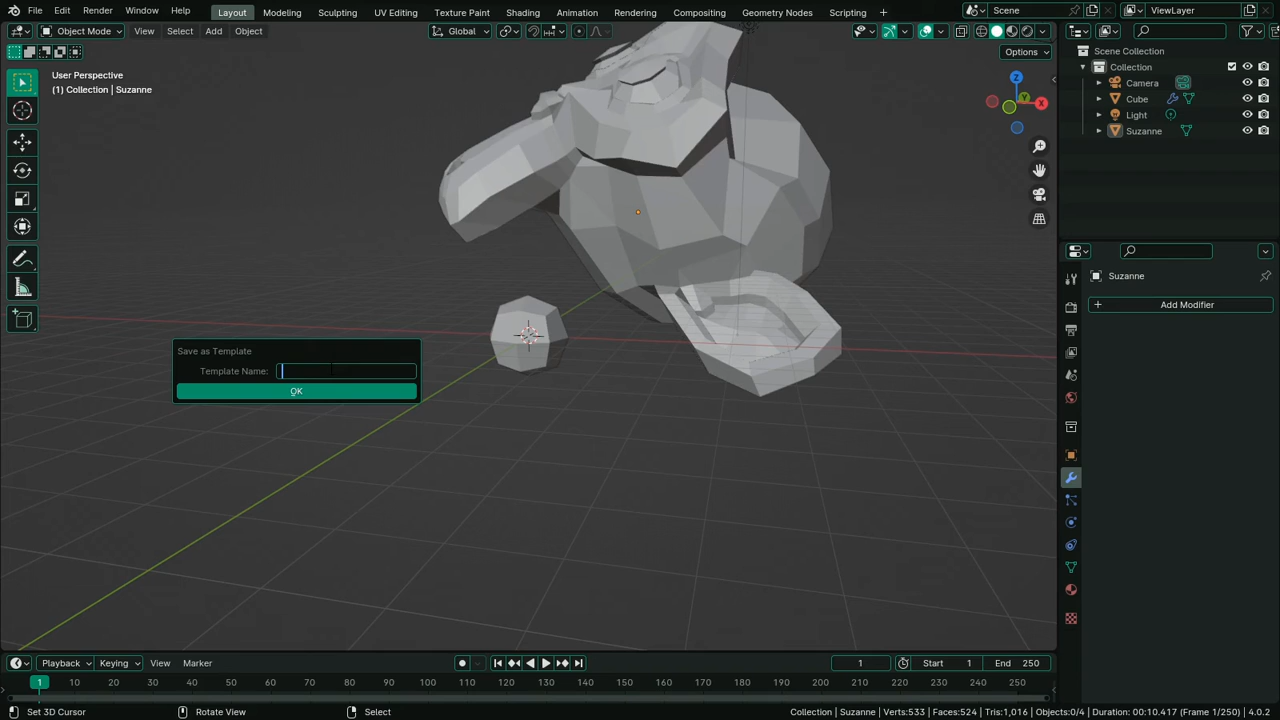 File Edit Render Window Help Layout Modeling Sculpting UV Editing Texture Paint Shading Animation Rendering Compositing Geometry Nodes Scripting + Scene ViewLayer
Object Mode View Select Add Object Global
Options
User Perspective
(1) Collection | Suzanne
Z
Y
X
Scene Collection
Collection
Camera
Cube
Light
Suzanne
Suzanne
Add Modifier
Save as Template
Template Name:
OK
Playback Keying View Marker 1 Start 1 End 250
1 10 20 30 40 50 60 70 80 90 100 110 120 130 140 150 160 170 180 190 200 210 220 230 240 250
Set 3D Cursor Rotate View Select Collection | Suzanne | Verts:533 | Faces:524 | Tris:1,016 | Objects:0/4 | Duration: 00:10.417 (Frame 1/250) | 4.0.2